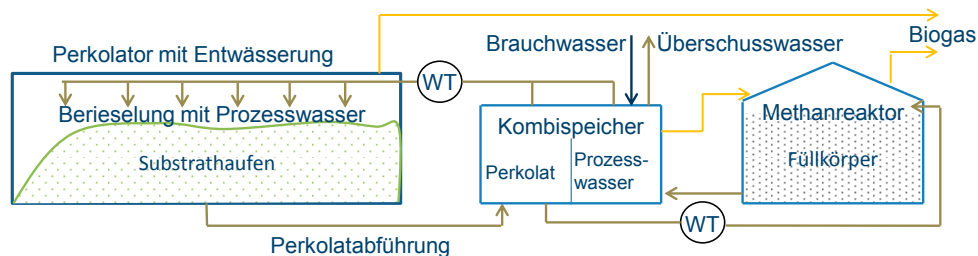 Perkolator mit Entwässerung
Brauchwasser
Überschusswasser
Biogas
WT
Berieselung mit Prozesswasser
Substrathaufen
Kombispeicher
Perkolat
Prozess-
wasser
Methanreaktor
Füllkörper
WT
Perkolatabführung